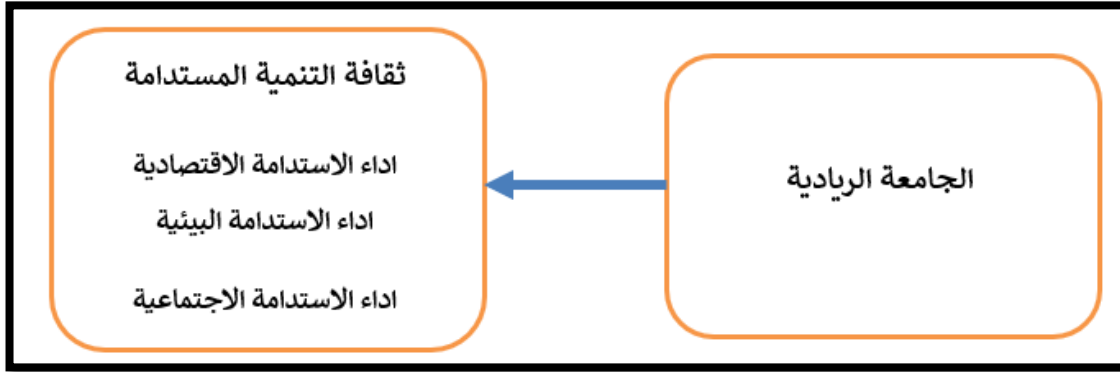 الجامعة الريادية
ثقافة التنمية المستدامة
اداء الاستدامة الاقتصادية
اداء الاستدامة البيئية
اداء الاستدامة الاجتماعية